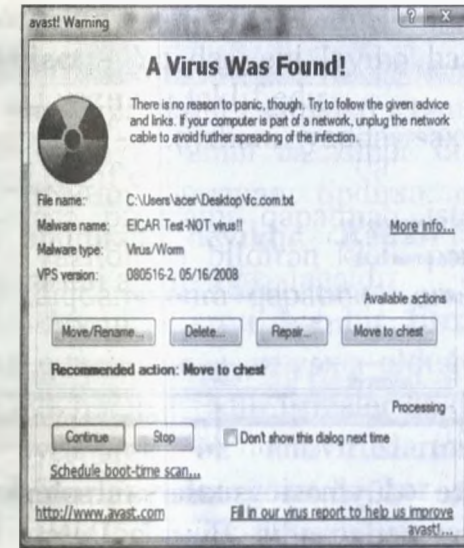 avast! Warning
A Virus Was Found!
There is no reason to panic, though. Try to follow the given advice
and links. If your computer is part of a network, unplug the network
cable to avoid further spreading of the infection.
File name: C:\Users\acer\Desktop\fc.com.txt
Malware name: EICAR Test-NOT virus!! More info...
Malware type: Virus/Worm
VPS version: 080516-2, 05/16/2008
Available actions
Move/Rename... Delete... Repair... Move to chest
Recommended action: Move to chest
Processing
Continue Stop Don't show this dialog next time
Schedule boot-time scan...
http://www.avast.com Fill in our virus report to help us improve
avast!...